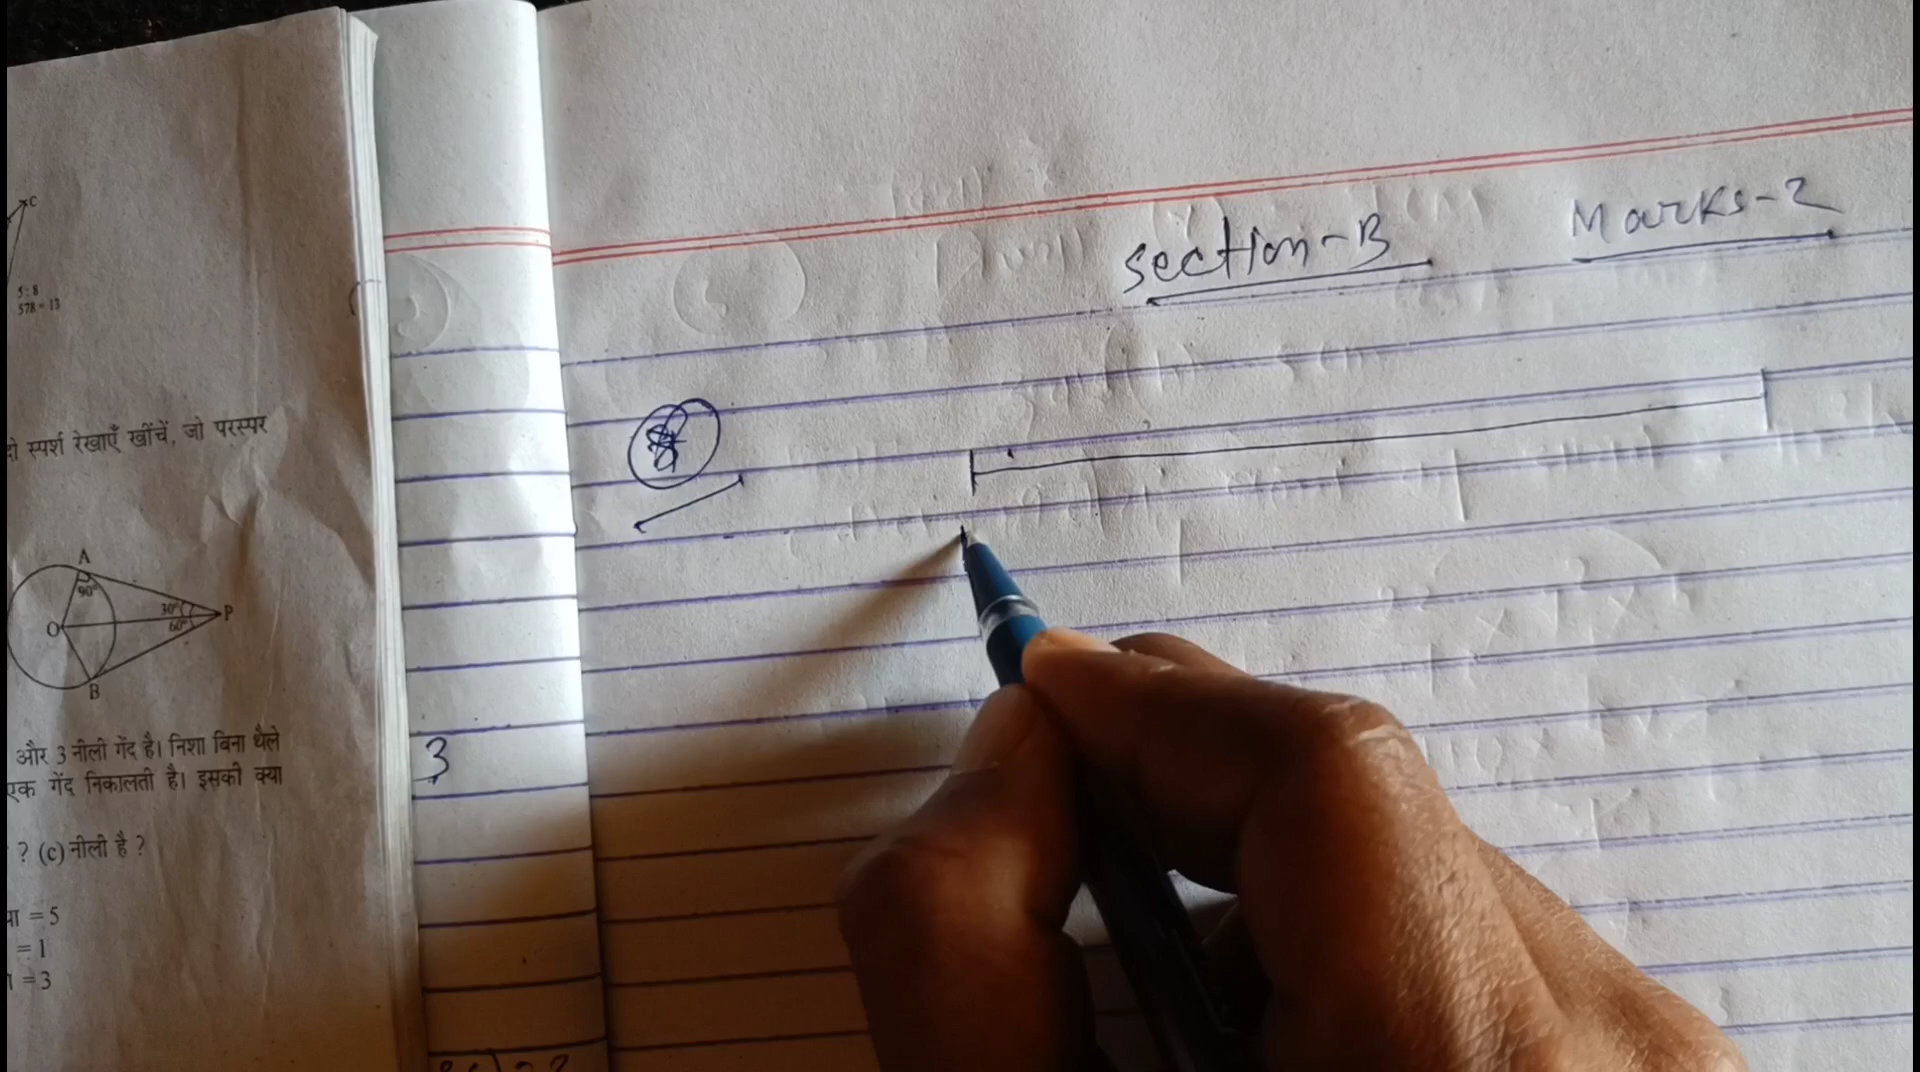 C
5 : 8
578 = 13
दो स्पर्श रेखाएँ खींचें, जो परस्पर
A
90°
30°
60°
P
O
B
और 3 नीली गेंद है। निशा बिना थैले
एक गेंद निकालती है। इसकी क्या
? (c) नीली है ?
= 5
= 1
= 3
3
Section-B Marks-2